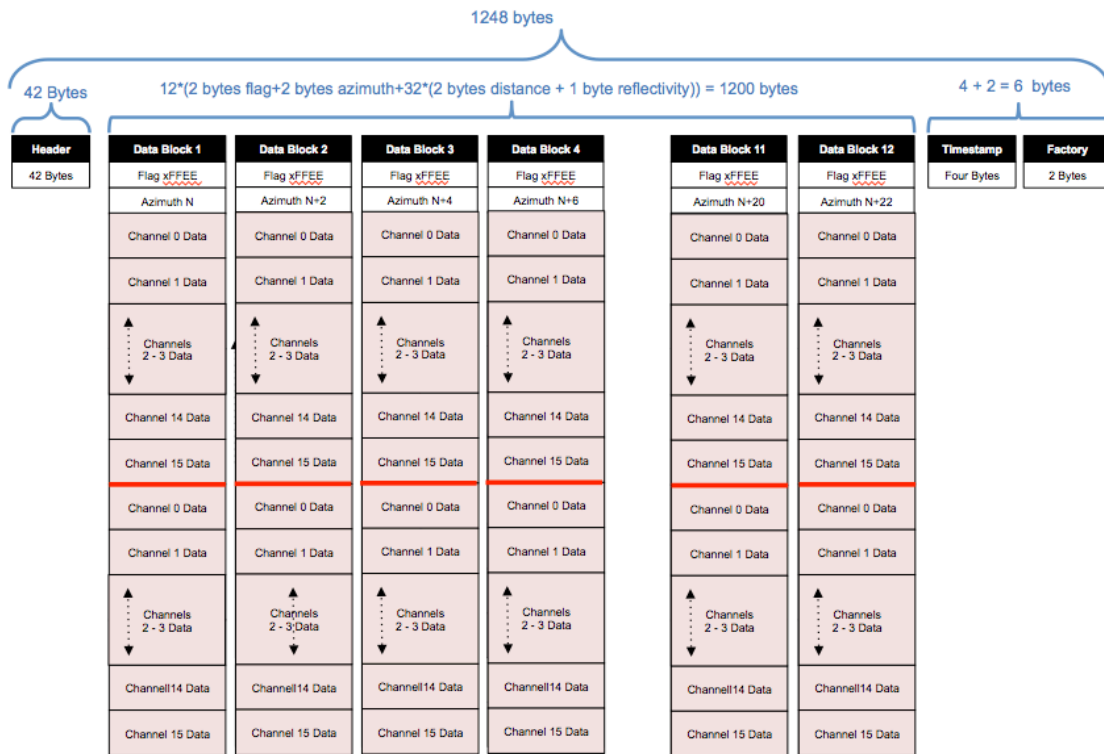 1248 bytes
42 Bytes
12*(2 bytes flag+2 bytes azimuth+32*(2 bytes distance + 1 byte reflectivity)) = 1200 bytes
4 + 2 = 6 bytes
Header
42 Bytes
Data Block 1
Flag xFFEE
Azimuth N
Channel 0 Data
Channel 1 Data
Channels
2 - 3 Data
Channel 14 Data
Channel 15 Data
Channel 0 Data
Channel 1 Data
Channels
2 - 3 Data
Channell14 Data
Channel 15 Data
Data Block 2
Flag xFFEE
Azimuth N+2
Channel 0 Data
Channel 1 Data
Channels
2 - 3 Data
Channel 14 Data
Channel 15 Data
Channel 0 Data
Channel 1 Data
Channels
2 - 3 Data
Channell14 Data
Channel 15 Data
Data Block 3
Flag xFFEE
Azimuth N+4
Channel 0 Data
Channel 1 Data
Channels
2 - 3 Data
Channel 14 Data
Channel 15 Data
Channel 0 Data
Channel 1 Data
Channels
2 - 3 Data
Channell14 Data
Channel 15 Data
Data Block 4
Flag xFFEE
Azimuth N+6
Channel 0 Data
Channel 1 Data
Channels
2 - 3 Data
Channel 14 Data
Channel 15 Data
Channel 0 Data
Channel 1 Data
Channels
2 - 3 Data
Channell14 Data
Channel 15 Data
Data Block 11
Flag xFFEE
Azimuth N+20
Channel 0 Data
Channel 1 Data
Channels
2 - 3 Data
Channel 14 Data
Channel 15 Data
Channel 0 Data
Channel 1 Data
Channels
2 - 3 Data
Channell14 Data
Channel 15 Data
Data Block 12
Flag xFFEE
Azimuth N+22
Channel 0 Data
Channel 1 Data
Channels
2 - 3 Data
Channel 14 Data
Channel 15 Data
Channel 0 Data
Channel 1 Data
Channels
2 - 3 Data
Channell14 Data
Channel 15 Data
Timestamp
Four Bytes
Factory
2 Bytes